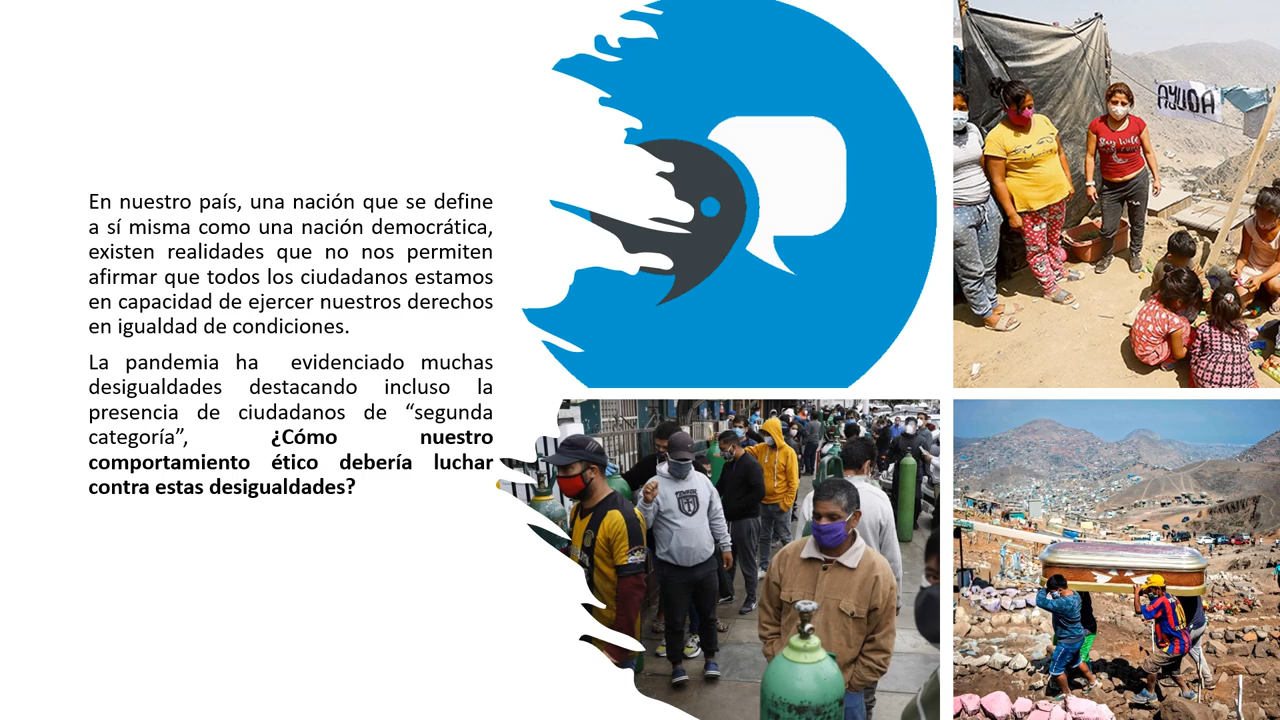 En nuestro país, una nación que se define
a sí misma como una nación democrática,
existen realidades que no nos permiten
afirmar que todos los ciudadanos estamos
en capacidad de ejercer nuestros derechos
en igualdad de condiciones.
La pandemia ha evidenciado muchas
desigualdades destacando incluso la
presencia de ciudadanos de “segunda
categoría”, ¿Cómo nuestro
comportamiento ético debería luchar
contra estas desigualdades?
AYUDA
Stay Wild